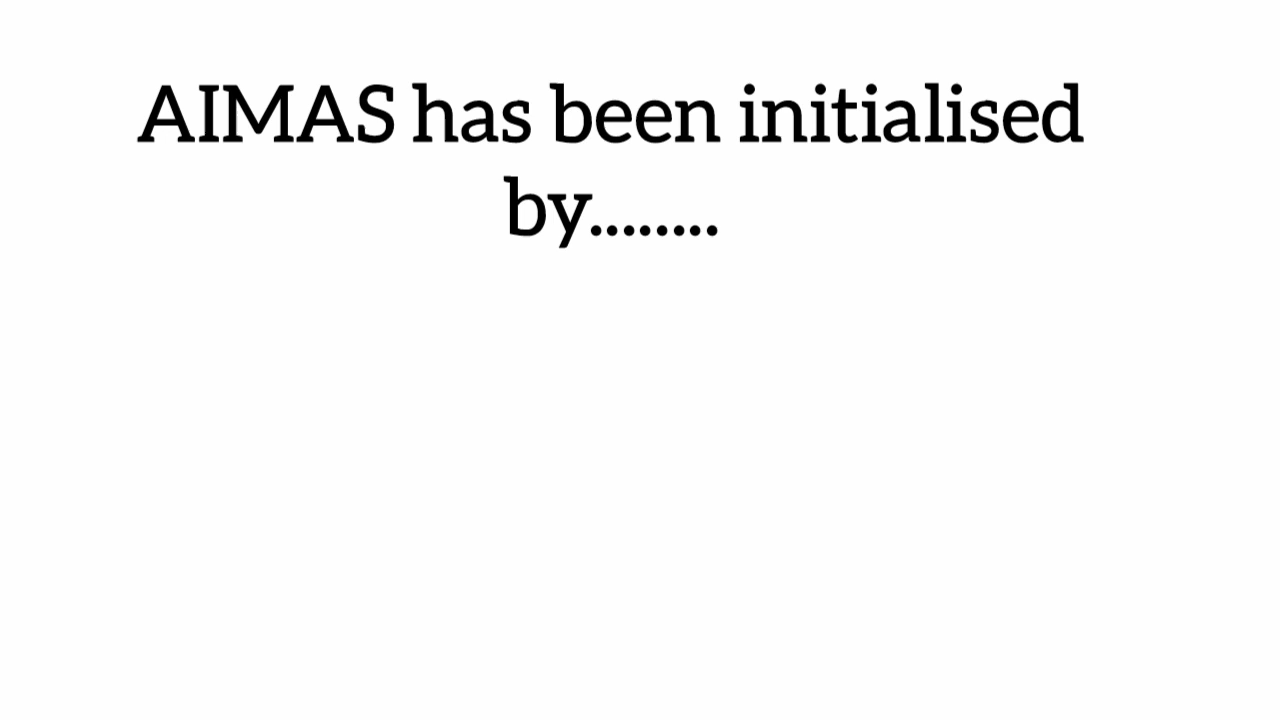 AIMAS has been initialised
by........